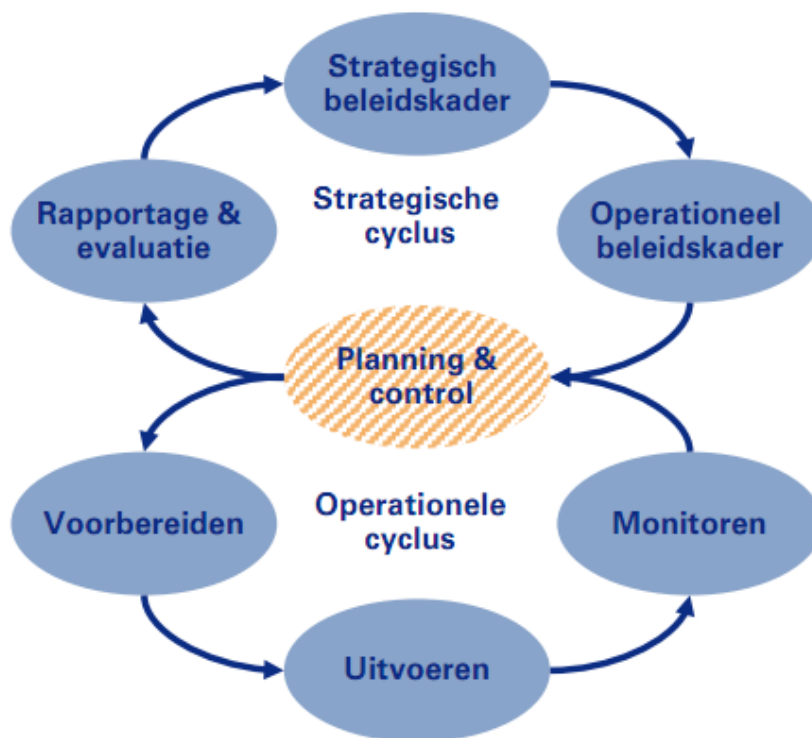 Strategisch
beleidskader
Rapportage &
evaluatie
Strategische
cyclus
Operationeel
beleidskader
Planning &
control
Voorbereiden
Operationele
cyclus
Monitoren
Uitvoeren